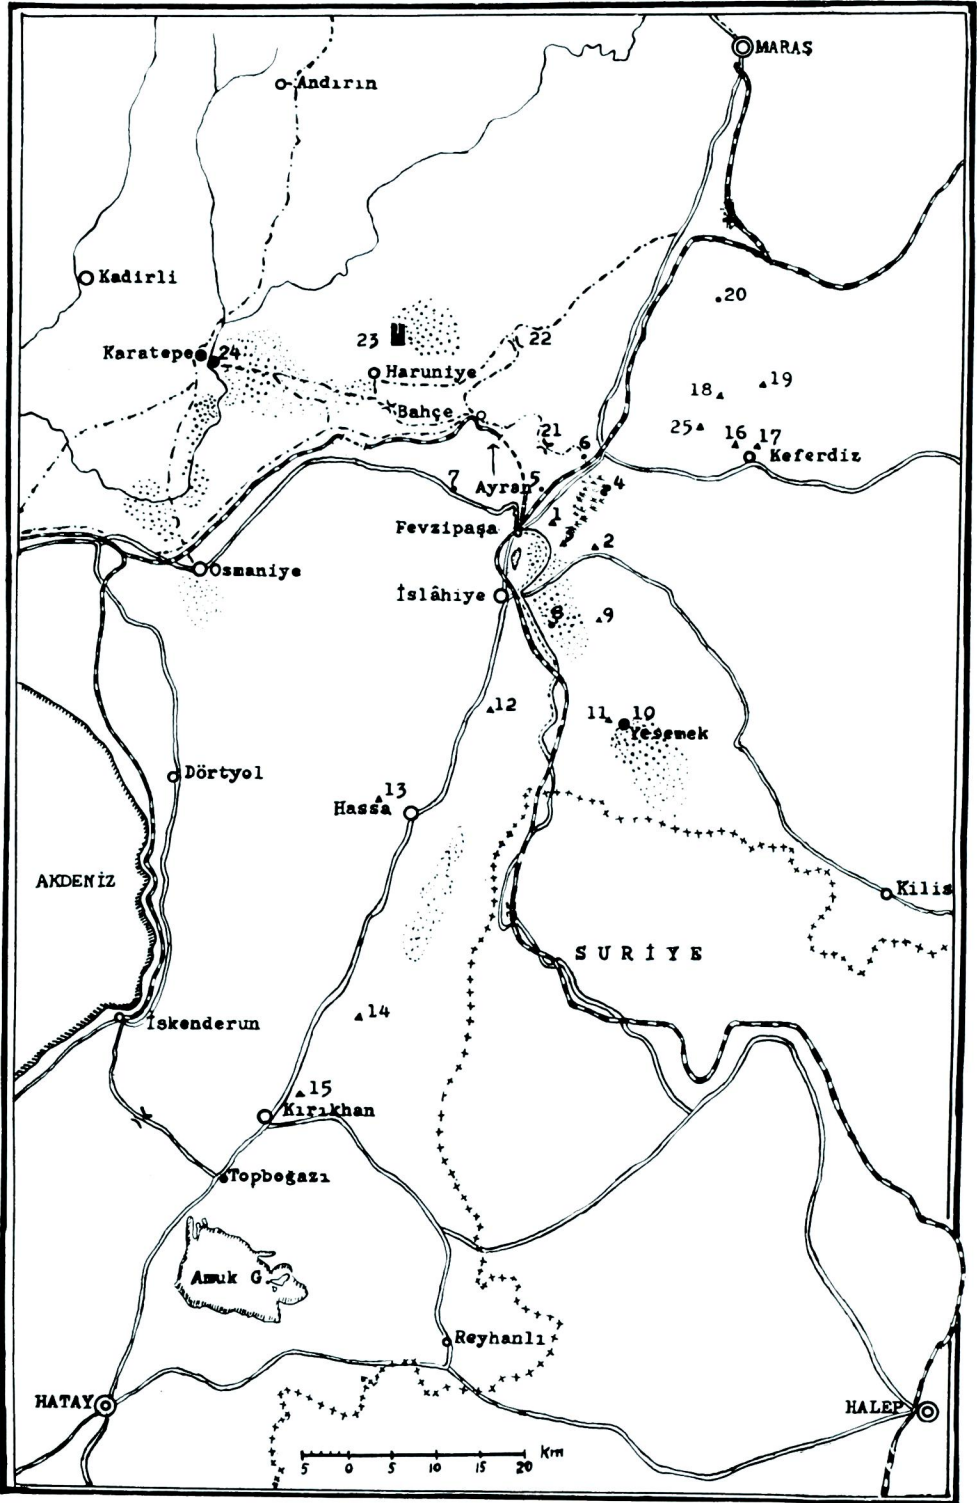 MARAŞ
Andırın
Kadirli
20
22
23
Karatepe 24
Haruniye
19
18
Bahçe
25
21
16 17
6
Keferdiz
7
Ayran 5
4
Fevzipaşa
1
2
Osmaniye
İslâhiye
8
9
12
11 10
Yesemek
Dörtyol
13
Hassa
AKDENİZ
Kilis
SURİYE
14
İskenderun
15
Kırıkhan
Topboğazı
Amuk G.
Reyhanlı
HATAY
HALEP
Km
5 0 5 10 15 20